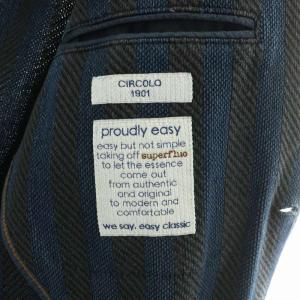 CIRCOLO
1901
proudly easy
easy but not simple
taking off superfluo
to let the essence
come out
from authentic
and original
to modern and
comfortable
we say. easy classic